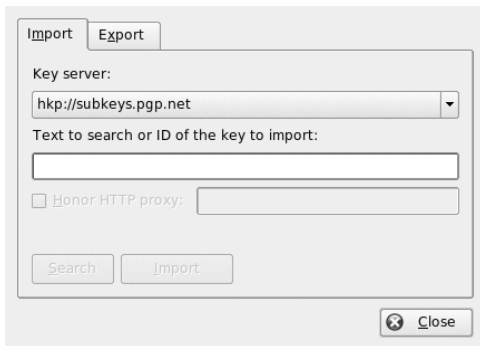 Import Export
Key server:
hkp://subkeys.pgp.net
Text to search or ID of the key to import:
Honor HTTP proxy:
Search Import
Close